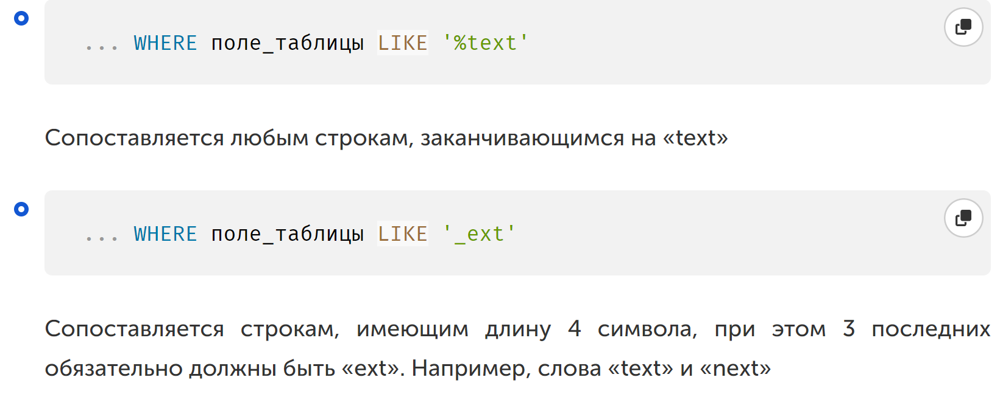 ... WHERE поле_таблицы LIKE '%text'
Сопоставляется любым строкам, заканчивающимся на «text»
... WHERE поле_таблицы LIKE '_ext'
Сопоставляется строкам, имеющим длину 4 символа, при этом 3 последних
обязательно должны быть «ext». Например, слова «text» и «next»